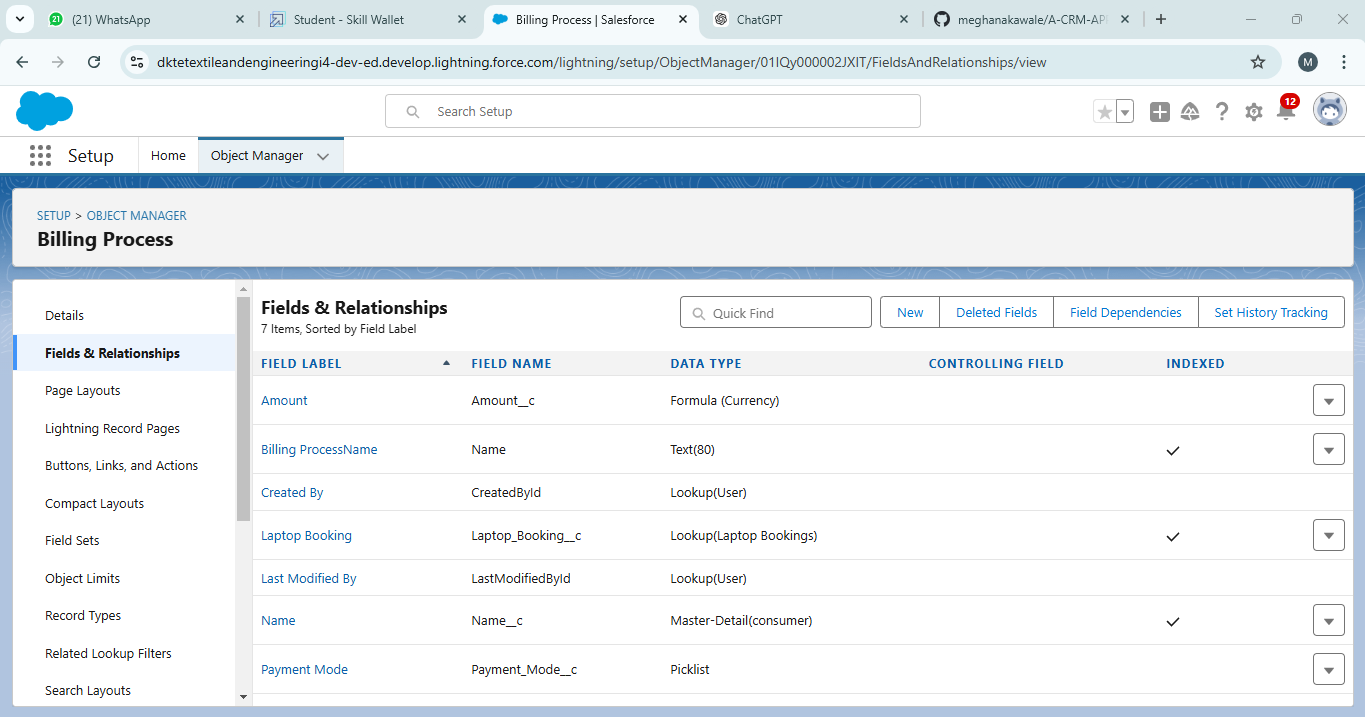 21 (21) WhatsApp
Student - Skill Wallet
Billing Process | Salesforce
ChatGPT
meghanakawale/A-CRM-AP
dktetextileandengineeringi4-dev-ed.develop.lightning.force.com/lightning/setup/ObjectManager/01IQy000002JXIT/FieldsAndRelationships/view
M
Search Setup
12
Setup
Home
Object Manager
SETUP > OBJECT MANAGER
Billing Process
Details
Fields & Relationships
Page Layouts
Lightning Record Pages
Buttons, Links, and Actions
Compact Layouts
Field Sets
Object Limits
Record Types
Related Lookup Filters
Search Layouts
Fields & Relationships
7 Items, Sorted by Field Label
Quick Find
New
Deleted Fields
Field Dependencies
Set History Tracking
FIELD LABEL FIELD NAME DATA TYPE CONTROLLING FIELD INDEXED
Amount Amount__c Formula (Currency)
Billing ProcessName Name Text(80)
Created By CreatedById Lookup(User)
Laptop Booking Laptop_Booking__c Lookup(Laptop Bookings)
Last Modified By LastModifiedById Lookup(User)
Name Name__c Master-Detail(consumer)
Payment Mode Payment_Mode__c Picklist